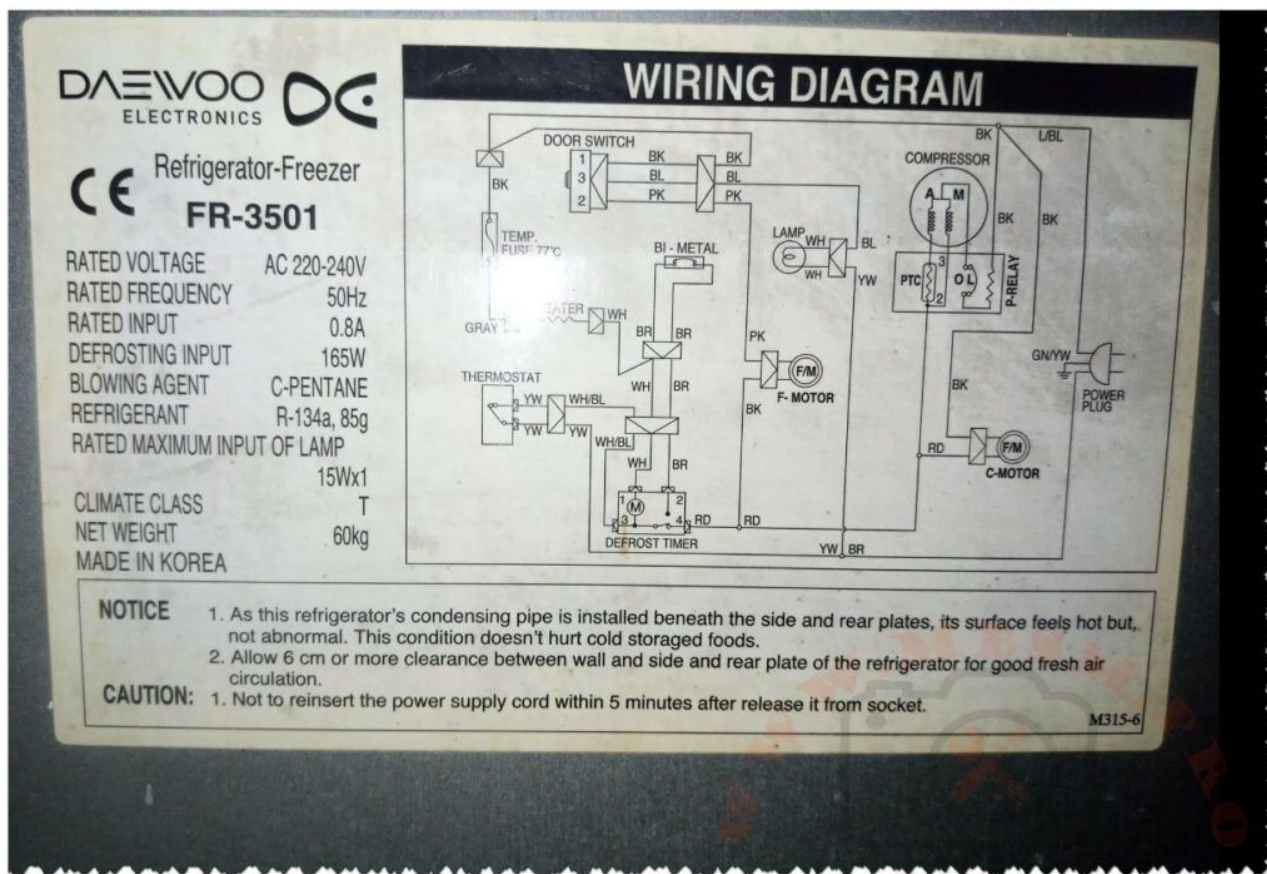 DAEWOO
ELECTRONICS
CE Refrigerator-Freezer
FR-3501
RATED VOLTAGE AC 220-240V
RATED FREQUENCY 50Hz
RATED INPUT 0.8A
DEFROSTING INPUT 165W
BLOWING AGENT C-PENTANE
REFRIGERANT R-134a, 85g
RATED MAXIMUM INPUT OF LAMP
15Wx1
CLIMATE CLASS T
NET WEIGHT 60kg
MADE IN KOREA
WIRING DIAGRAM
BK L/BL
DOOR SWITCH
1 BK BK
3 BL BL
2 PK PK
BK
COMPRESSOR
A M
BK BK
TEMP.
FUSE 77°C
BI - METAL
LAMP WH BL
WH YW
3
PTC O L P-RELAY
2
GRAY
WH
BR BR
PK
F/M
F- MOTOR
GN/YW
POWER
PLUG
THERMOSTAT
YW WH/BL
YW YW
WH BR
BK
BK
WH/BL
WH BR
RD F/M
C-MOTOR
1 M 2
3 4 RD RD
DEFROST TIMER
YW BR
NOTICE 1. As this refrigerator's condensing pipe is installed beneath the side and rear plates, its surface feels hot but,
not abnormal. This condition doesn't hurt cold storaged foods.
2. Allow 6 cm or more clearance between wall and side and rear plate of the refrigerator for good fresh air
circulation.
CAUTION: 1. Not to reinsert the power supply cord within 5 minutes after release it from socket.
M315-6